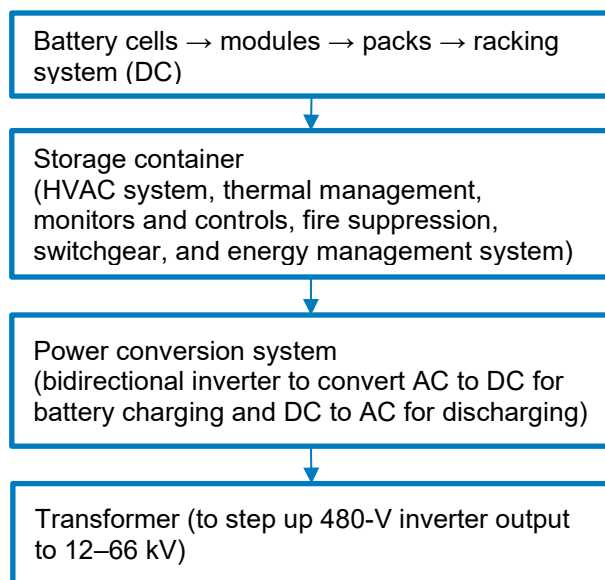 Battery cells → modules → packs → racking
system (DC)
Storage container
(HVAC system, thermal management,
monitors and controls, fire suppression,
switchgear, and energy management system)
Power conversion system
(bidirectional inverter to convert AC to DC for
battery charging and DC to AC for discharging)
Transformer (to step up 480-V inverter output
to 12–66 kV)